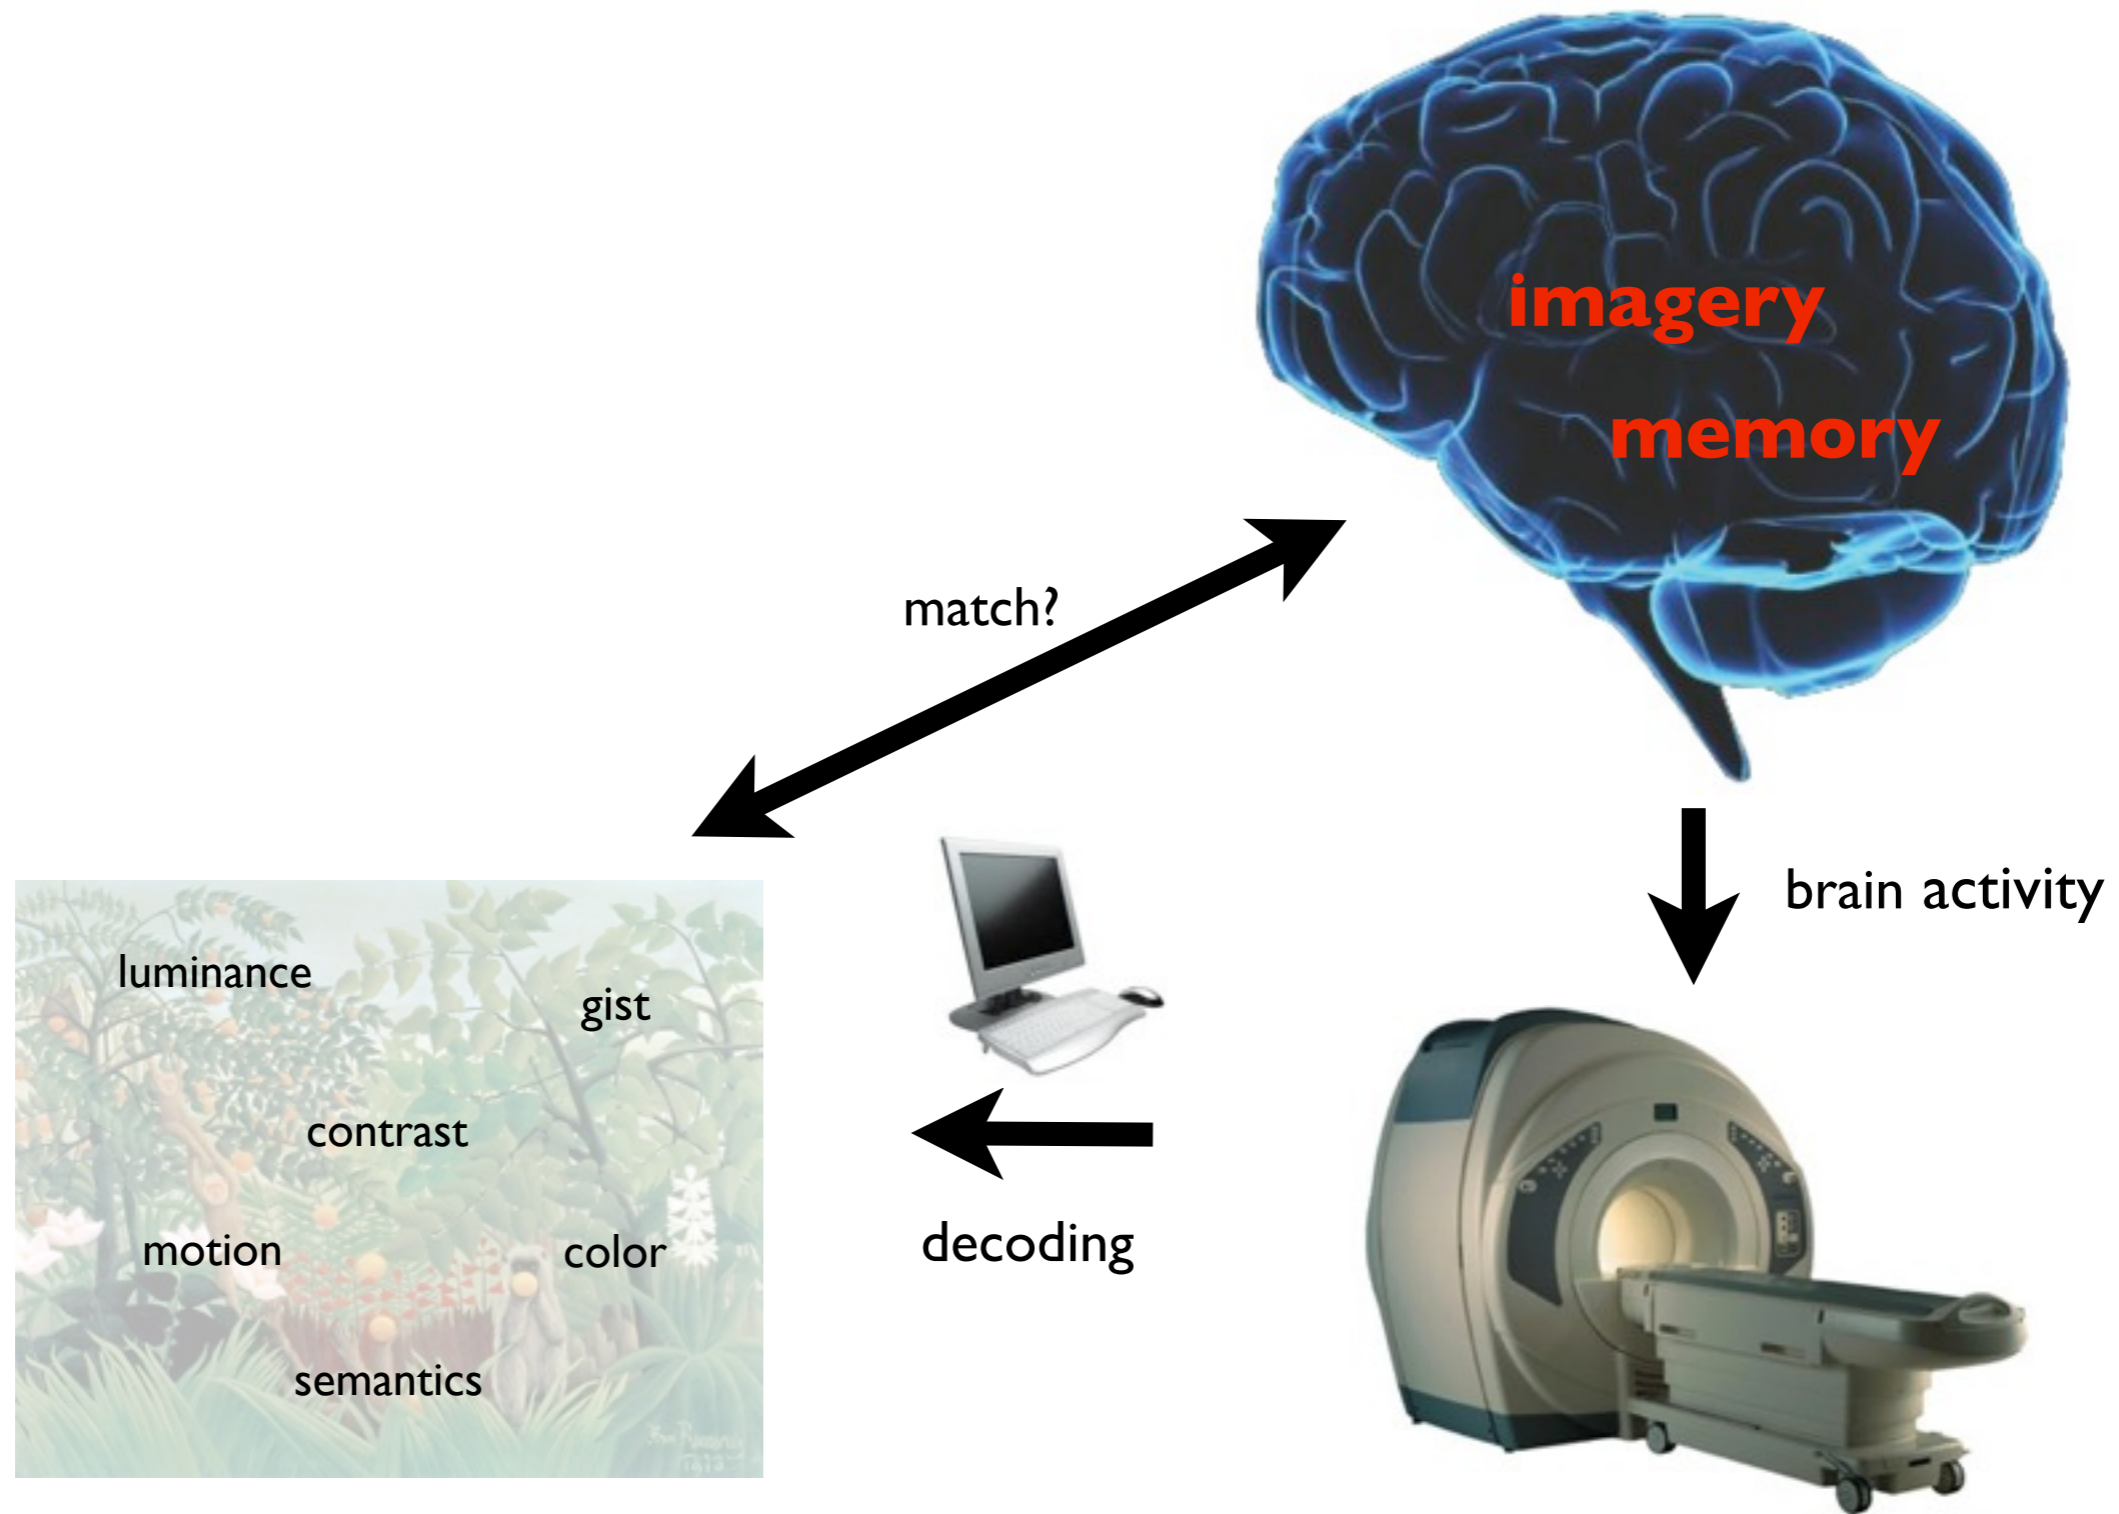 imagery
memory
match?
brain activity
luminance
gist
contrast
motion
color
decoding
semantics